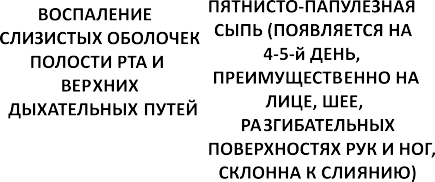 ВОСПАЛЕНИЕ
СЛИЗИСТЫХ ОБОЛОЧЕК
ПОЛОСТИ РТА И
ВЕРХНИХ
ДЫХАТЕЛЬНЫХ ПУТЕЙ
ПЯТНИСТО-ПАПУЛЕЗНАЯ
СЫПЬ (ПОЯВЛЯЕТСЯ НА
4-5-й ДЕНЬ,
ПРЕИМУЩЕСТВЕННО НА
ЛИЦЕ, ШЕЕ,
РАЗГИБАТЕЛЬНЫХ
ПОВЕРХНОСТЯХ РУК И НОГ,
СКЛОННА К СЛИЯНИЮ)